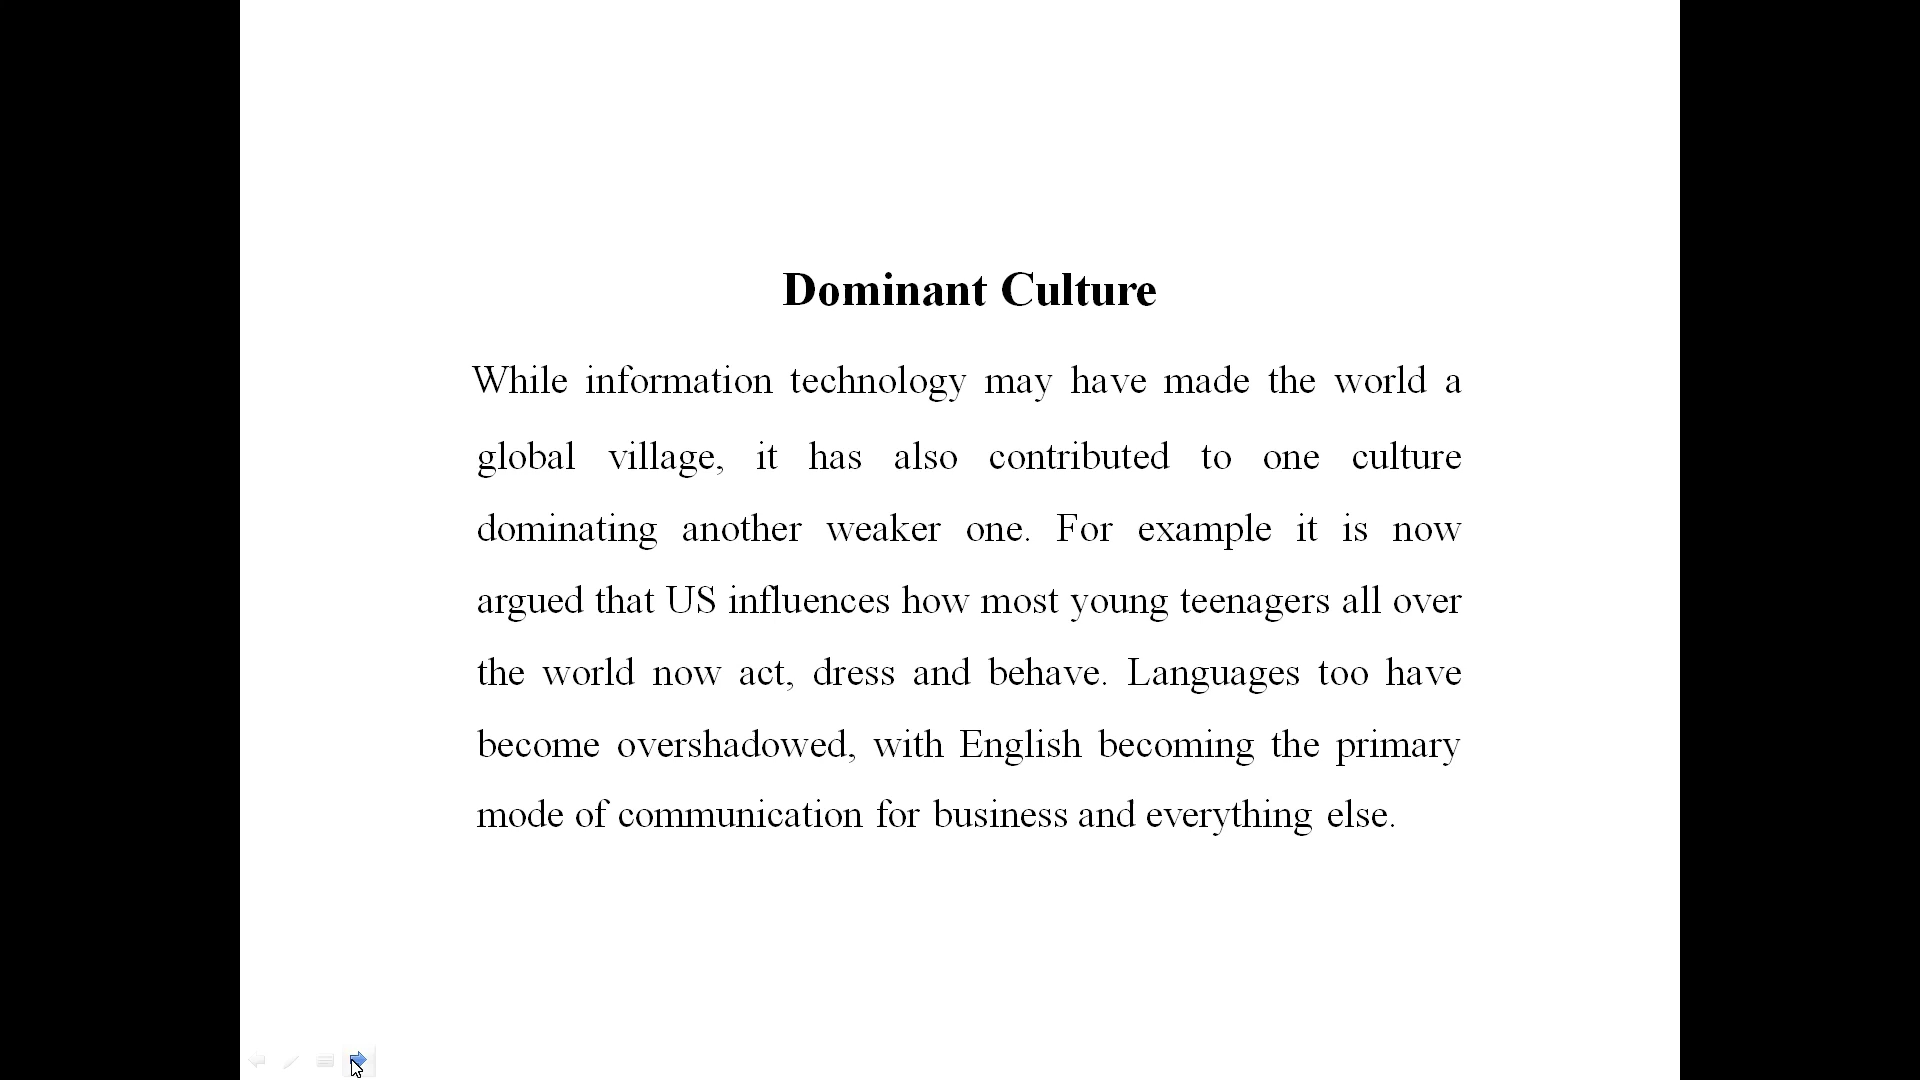 Dominant Culture
While information technology may have made the world a
global village, it has also contributed to one culture
dominating another weaker one. For example it is now
argued that US influences how most young teenagers all over
the world now act, dress and behave. Languages too have
become overshadowed, with English becoming the primary
mode of communication for business and everything else.